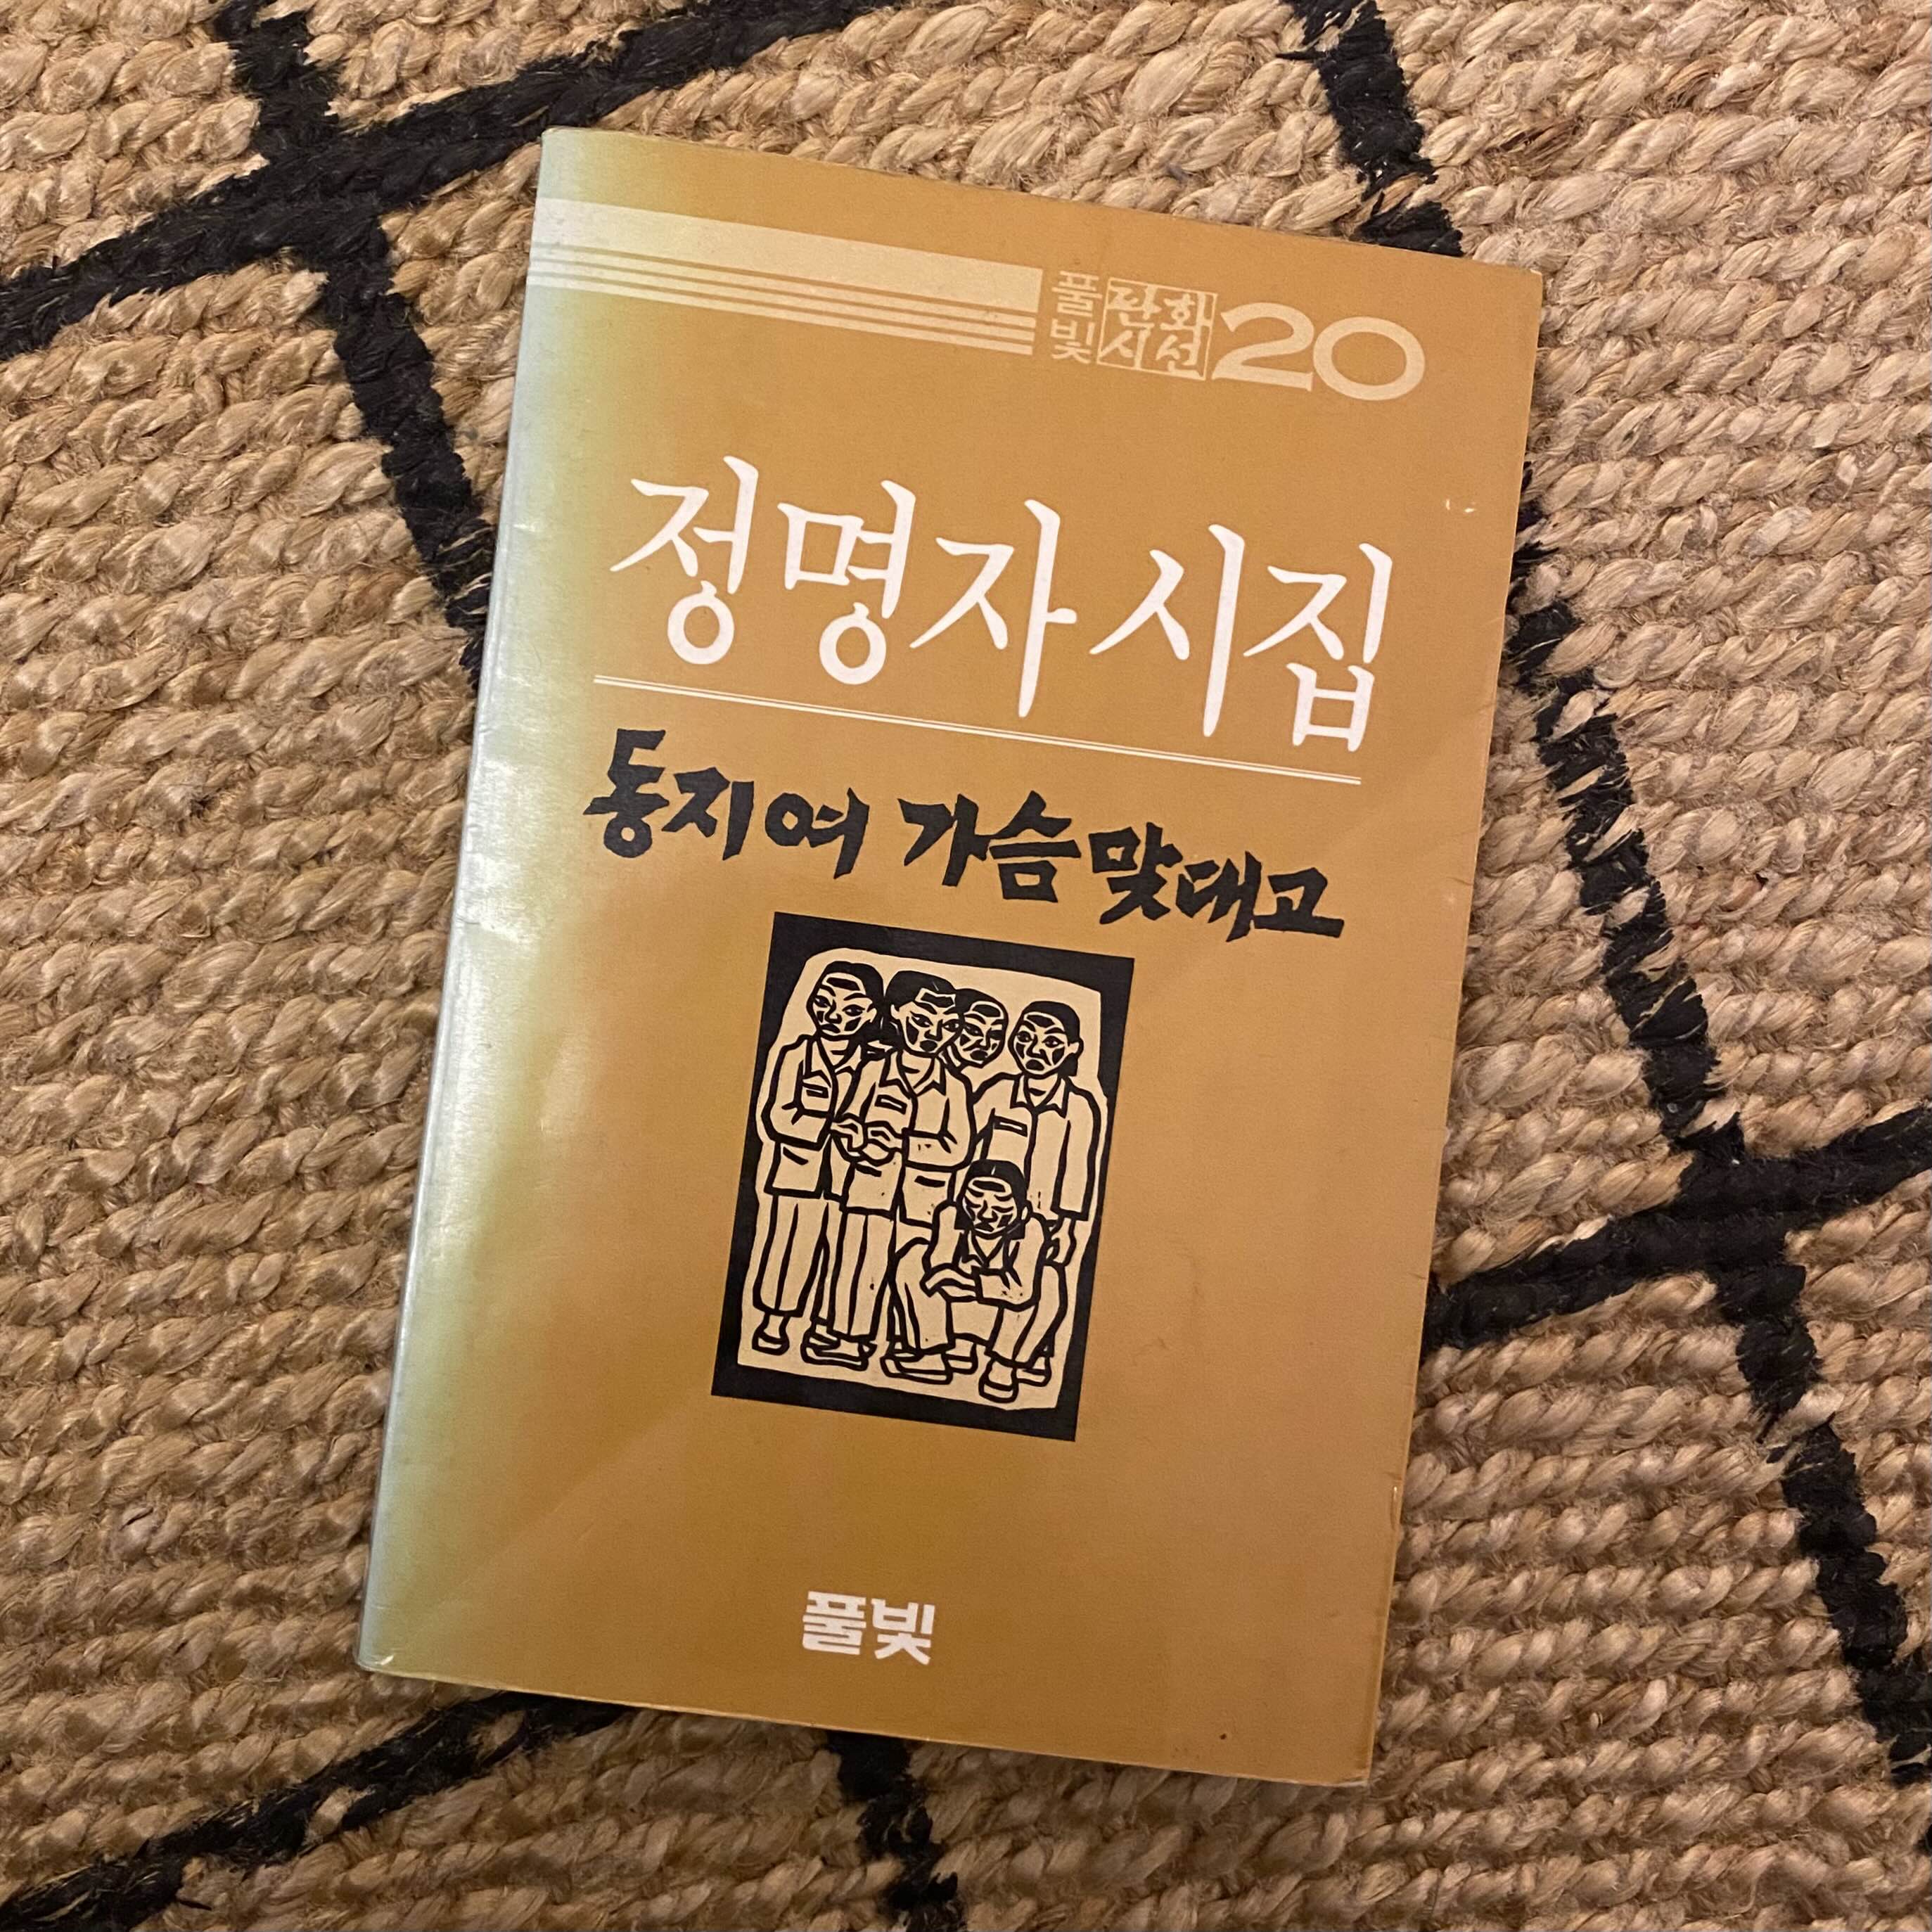 풀빛 판화시선 20
정명자 시집
동지여 가슴 맞대고
풀빛